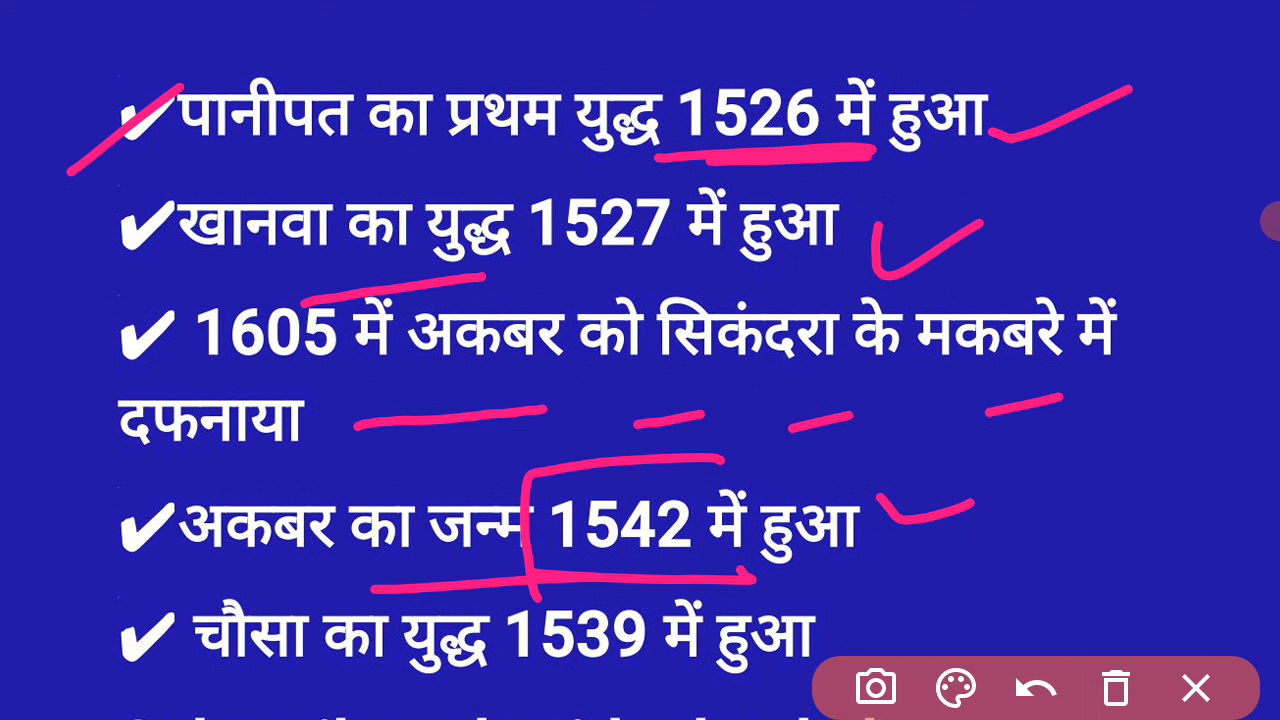 ✔पानीपत का प्रथम युद्ध 1526 में हुआ
✔खानवा का युद्ध 1527 में हुआ
✔ 1605 में अकबर को सिकंदरा के मकबरे में
दफनाया
✔अकबर का जन्म 1542 में हुआ
✔ चौसा का युद्ध 1539 में हुआ